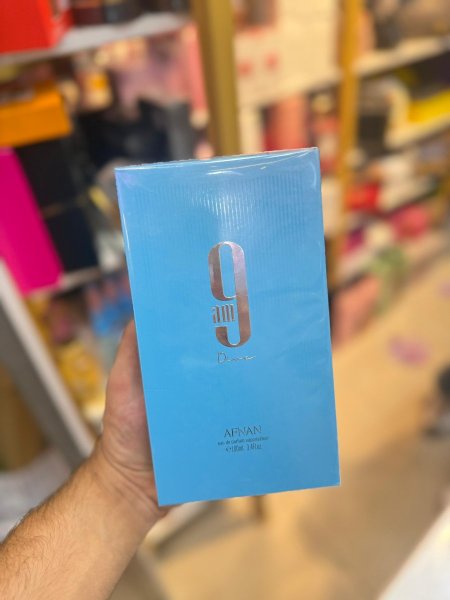 9
am
Dive
AFNAN
eau de parfum vaporisateur
℮100ml. 3.4Fl.oz.